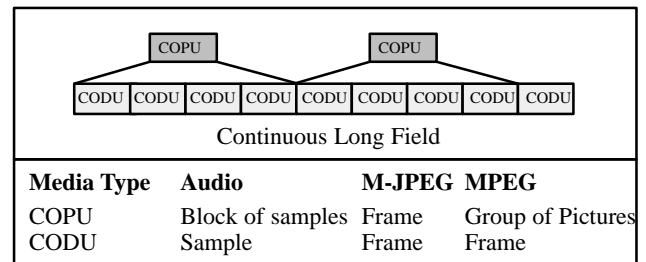 COPU COPU
CODU CODU CODU CODU CODU CODU CODU CODU CODU
Continuous Long Field
Media Type Audio M-JPEG MPEG
COPU Block of samples Frame Group of Pictures
CODU Sample Frame Frame